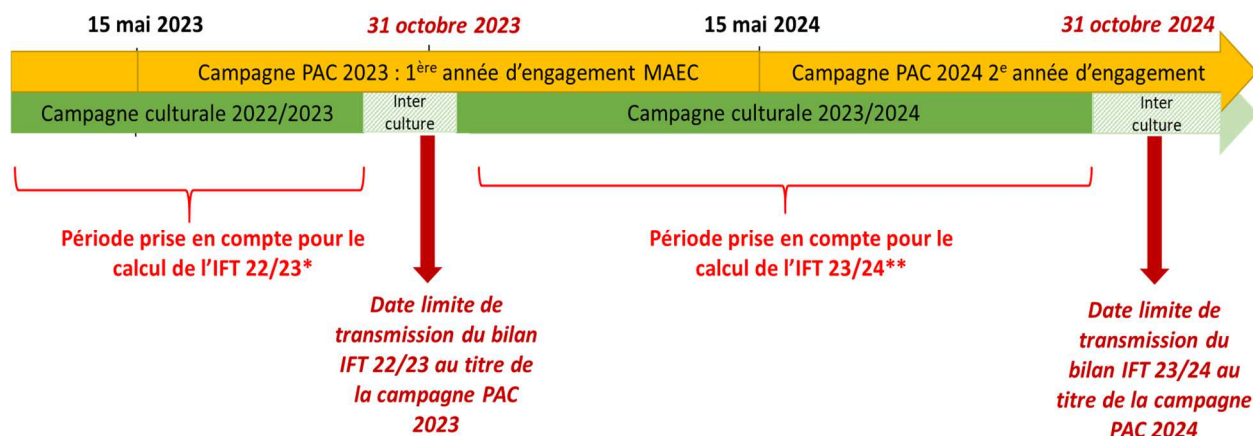 15 mai 2023
31 octobre 2023
15 mai 2024
31 octobre 2024
Campagne PAC 2023 : 1ère année d’engagement MAEC
Campagne PAC 2024 2e année d’engagement
Campagne culturale 2022/2023
Inter
culture
Campagne culturale 2023/2024
Inter
culture
Période prise en compte pour le
calcul de l’IFT 22/23*
Période prise en compte pour le
calcul de l’IFT 23/24**
Date limite de
transmission du bilan
IFT 22/23 au titre de
la campagne PAC
2023
Date limite de
transmission du
bilan IFT 23/24 au
titre de la campagne
PAC 2024